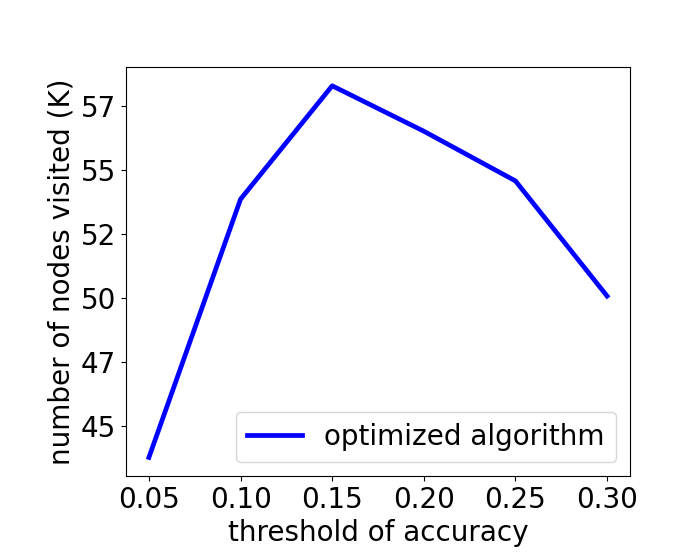 number of nodes visited (K)
57
55
52
50
47
45
optimized algorithm
0.05 0.10 0.15 0.20 0.25 0.30
threshold of accuracy